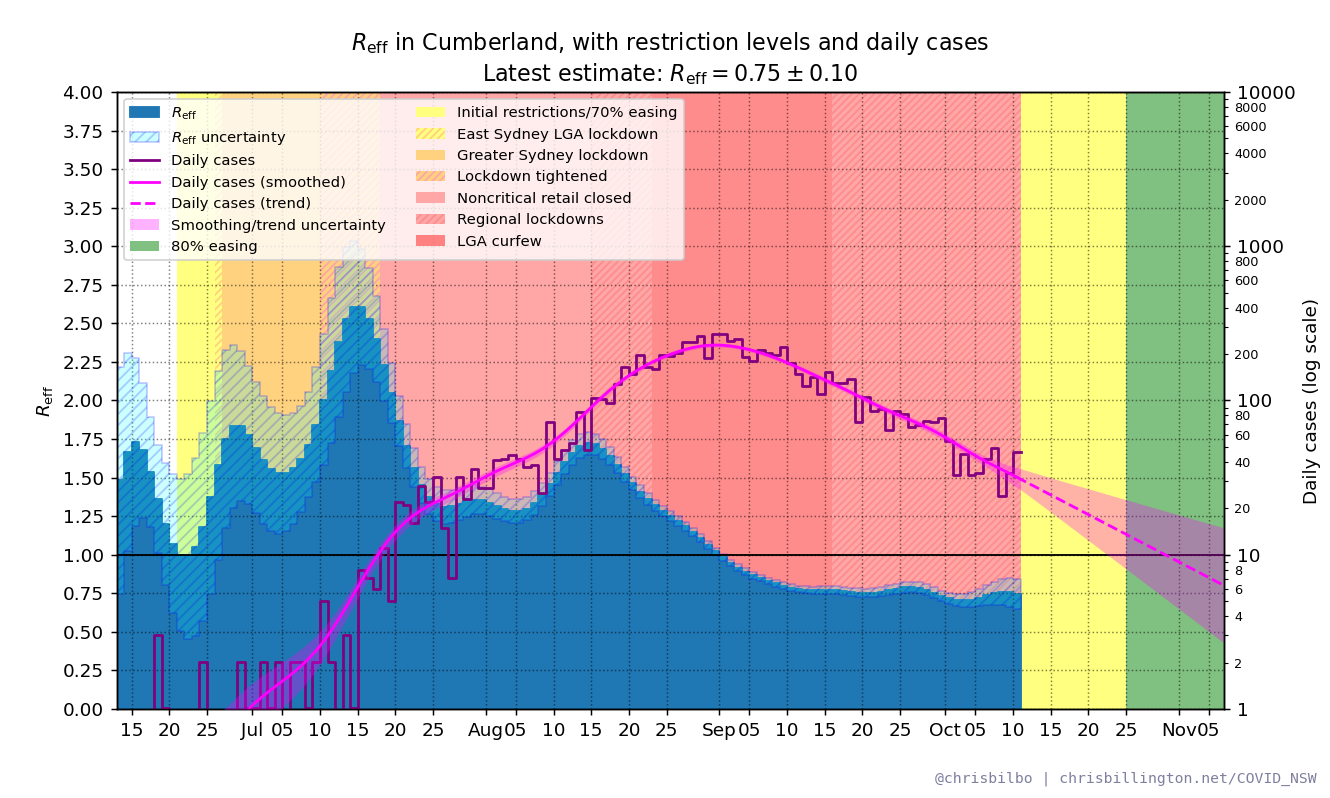 Reff in Cumberland, with restriction levels and daily cases
Latest estimate: Reff = 0.75 ± 0.10
Reff
Reff uncertainty
Daily cases
Daily cases (smoothed)
Daily cases (trend)
Smoothing/trend uncertainty
80% easing
Initial restrictions/70% easing
East Sydney LGA lockdown
Greater Sydney lockdown
Lockdown tightened
Noncritical retail closed
Regional lockdowns
LGA curfew
4.00
3.75
3.50
3.25
3.00
2.75
2.50
2.25
2.00
1.75
1.50
1.25
1.00
0.75
0.50
0.25
0.00
Reff
10000
8000
6000
4000
2000
1000
800
600
400
200
100
80
60
40
20
10
8
6
4
2
1
Daily cases (log scale)
15 20 25 Jul 05 10 15 20 25 Aug 05 10 15 20 25 Sep 05 10 15 20 25 Oct 05 10 15 20 25 Nov 05
@chrisbilbo | chrisbillington.net/COVID_NSW